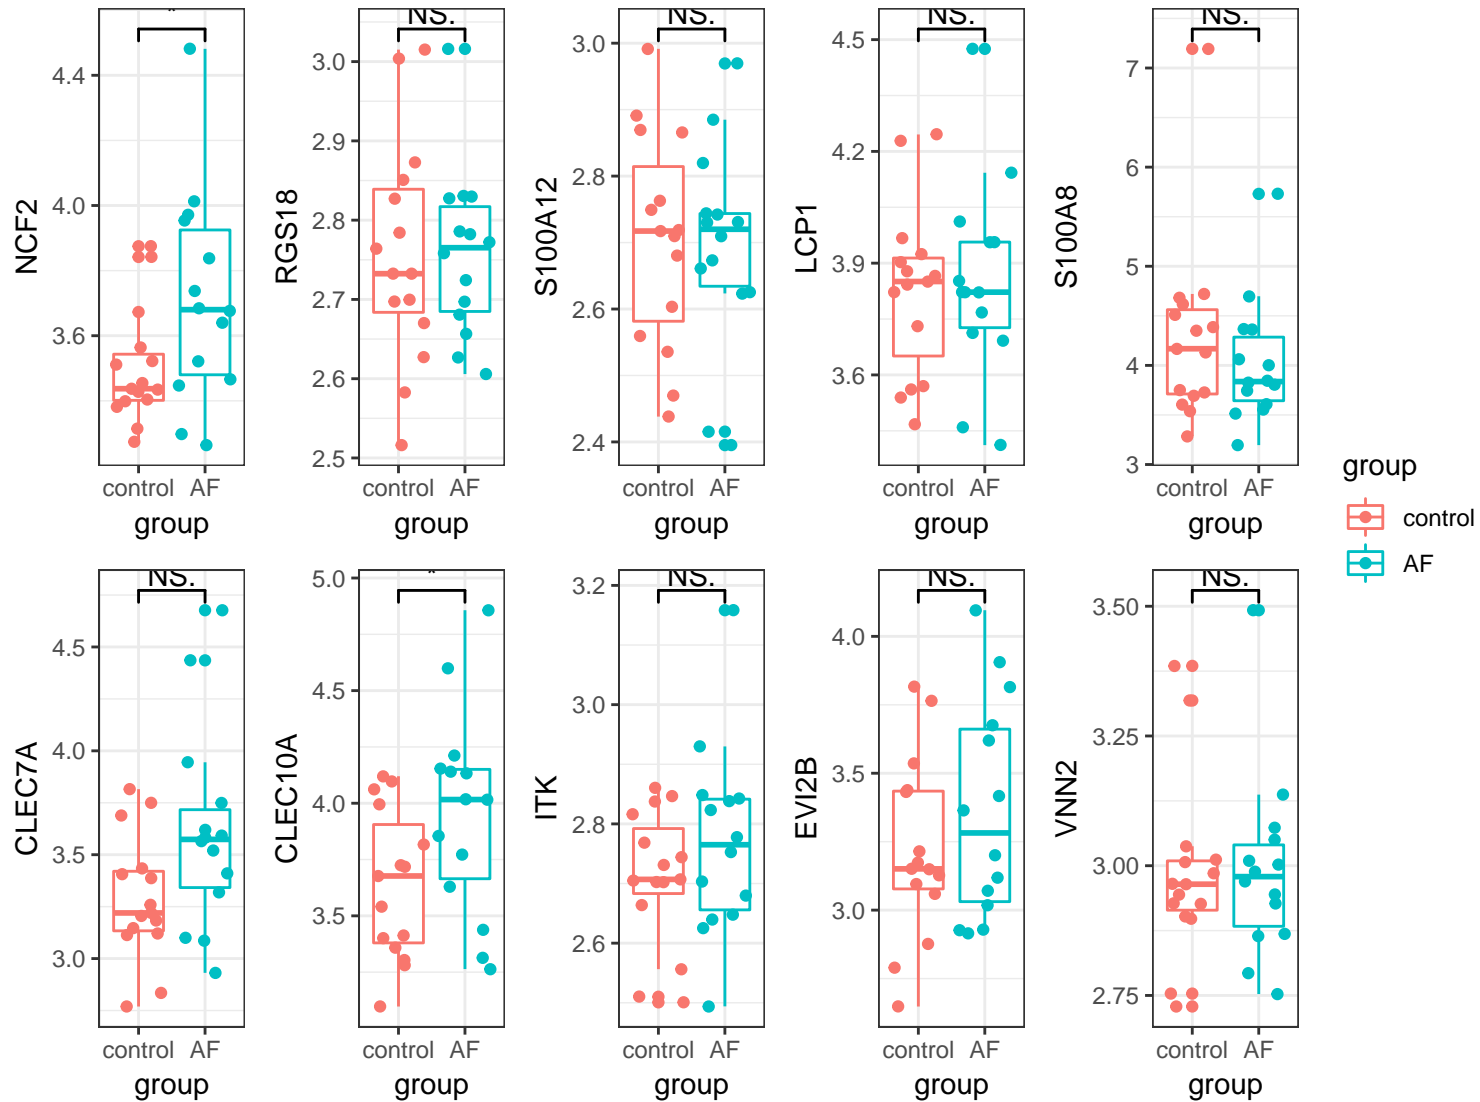 *
NS.
NS.
NS.
NS.
NCF2
4.4
4.0
3.6
control AF
group
RGS18
3.0
2.9
2.8
2.7
2.6
2.5
control AF
group
S100A12
3.0
2.8
2.6
2.4
control AF
group
LCP1
4.5
4.2
3.9
3.6
control AF
group
S100A8
7
6
5
4
3
control AF
group
group
control
AF
NS.
*
NS.
NS.
NS.
CLEC7A
4.5
4.0
3.5
3.0
control AF
group
CLEC10A
5.0
4.5
4.0
3.5
control AF
group
ITK
3.2
3.0
2.8
2.6
control AF
group
EVI2B
4.0
3.5
3.0
control AF
group
VNN2
3.50
3.25
3.00
2.75
control AF
group